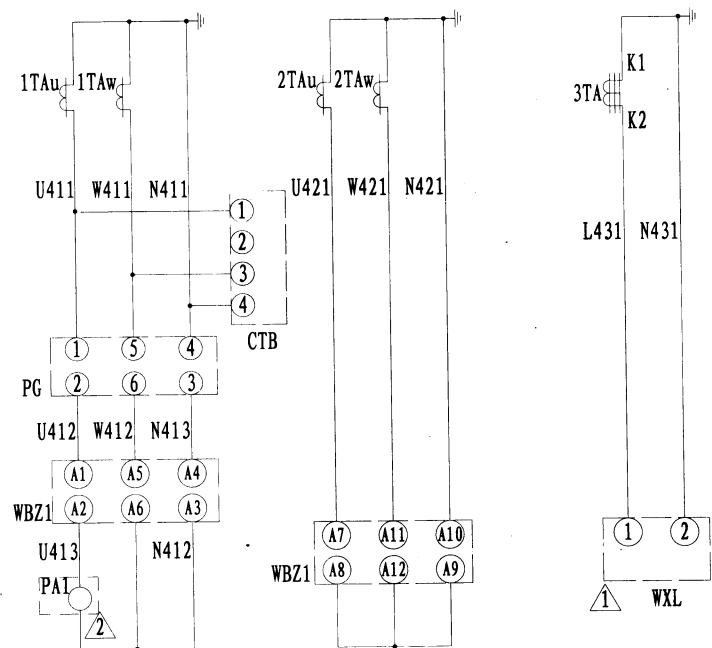 1TAu 1TAw 2TAu 2TAw K1
3TA
K2
U411 W411 N411 U421 W421 N421
1
2
3
4
CTB
L431 N431
1 5 4
PG 2 6 3
U412 W412 N413
A1 A5 A4
WBZ1 A2 A6 A3
U413 N412
PA1
2
A7 A11 A10
WBZ1 A8 A12 A9
1 2
1 WXL